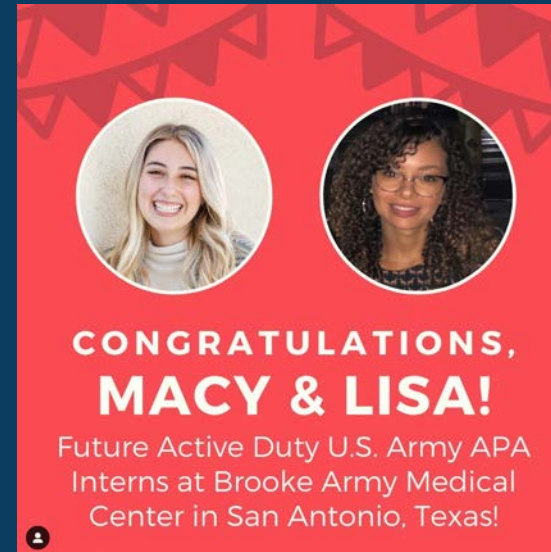 CONGRATULATIONS,
MACY & LISA!
Future Active Duty U.S. Army APA
Interns at Brooke Army Medical
Center in San Antonio, Texas!